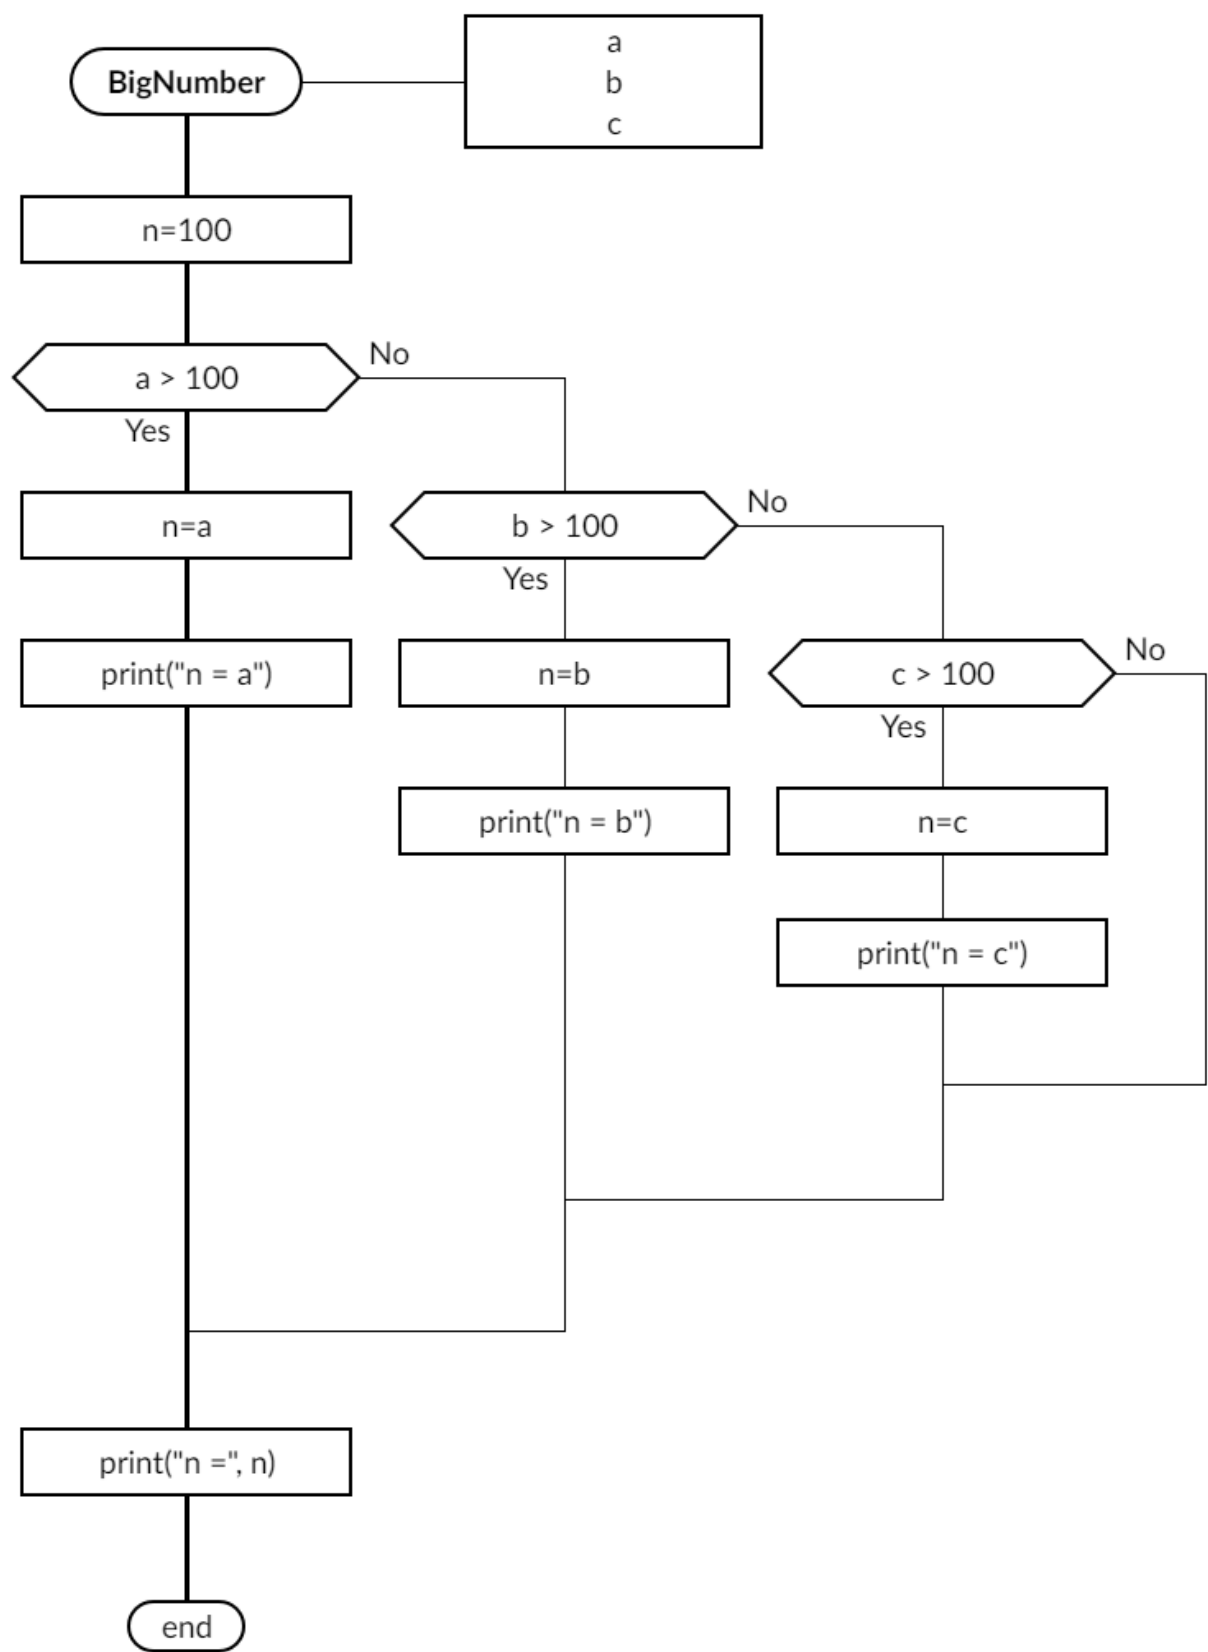 BigNumber
a
b
c
n=100
a > 100
No
Yes
n=a
print("n = a")
b > 100
No
Yes
n=b
print("n = b")
c > 100
No
Yes
n=c
print("n = c")
print("n =", n)
end